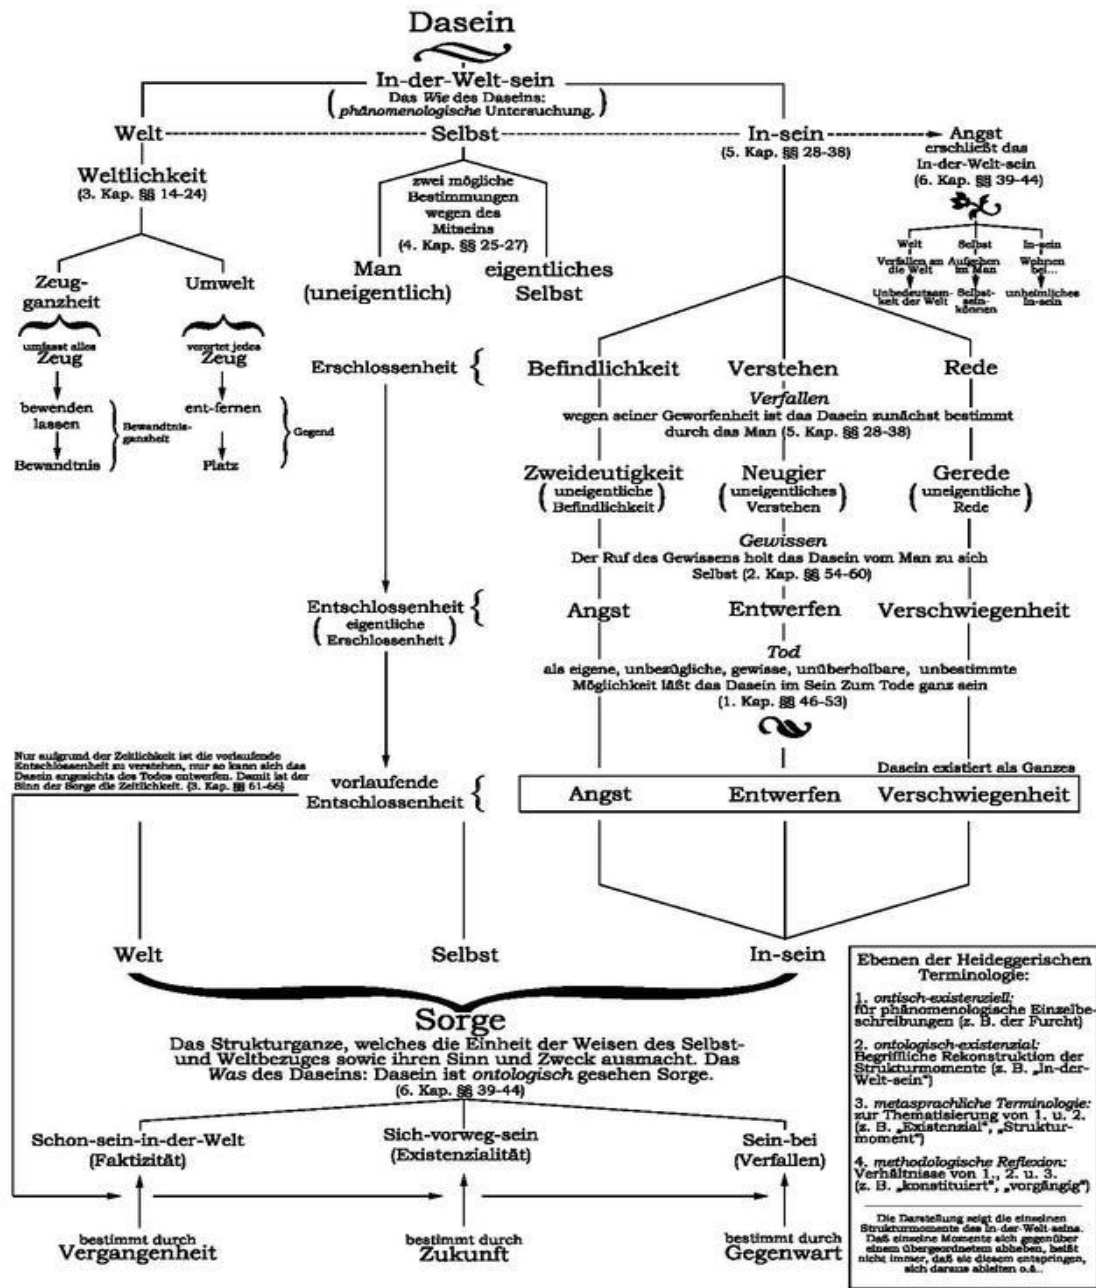 Dasein
In-der-Welt-sein
Das Wie des Daseins:
phänomenologische Untersuchung.
Welt
Selbst
In-sein
(5. Kap. §§ 28-38)
Angst
erschließt das
In-der-Welt-sein
(6. Kap. §§ 39-44)
Weltlichkeit
(3. Kap. §§ 14-24)
zwei mögliche
Bestimmungen
wegen des
Mitseins
(4. Kap. §§ 25-27)
Welt
Selbst
In-sein
Verfallen an
die Welt
Aufgehen
im Man
Wohnen
bei...
Unbedeutsam-
keit der Welt
Selbst-
sein-
können
unheimliches
In-sein
Man
(uneigentlich)
eigentliches
Selbst
Zeug-
ganzheit
Umwelt
umfasst alles
Zeug
verortet jedes
Zeug
bewenden
lassen
Bewandtnis
Bewandtnis-
ganzheit
ent-fernen
Platz
Gegend
Erschlossenheit
Befindlichkeit
Verstehen
Rede
Verfallen
wegen seiner Geworfenheit ist das Dasein zunächst bestimmt
durch das Man (5. Kap. §§ 28-38)
Zweideutigkeit
(uneigentliche
Befindlichkeit)
Neugier
(uneigentliches
Verstehen)
Gerede
(uneigentliche
Rede)
Gewissen
Der Ruf des Gewissens holt das Dasein vom Man zu sich
Selbst (2. Kap. §§ 54-60)
Entschlossenheit
(eigentliche
Erschlossenheit)
Angst
Entwerfen
Verschwiegenheit
Tod
als eigene, unbezügliche, gewisse, unüberholbare, unbestimmte
Möglichkeit läßt das Dasein im Sein Zum Tode ganz sein
(1. Kap. §§ 46-53)
Nur aufgrund der Zeitlichkeit ist die vorlaufende
Entschlossenheit zu verstehen, nur so kann sich das
Dasein angesichts des Todes entwerfen. Damit ist der
Sinn der Sorge die Zeitlichkeit. (3. Kap. §§ 61-66)
vorlaufende
Entschlossenheit
Dasein existiert als Ganzes
Angst
Entwerfen
Verschwiegenheit
Welt
Selbst
In-sein
Sorge
Das Strukturganze, welches die Einheit der Weisen des Selbst-
und Weltbezuges sowie ihren Sinn und Zweck ausmacht. Das
Was des Daseins: Dasein ist ontologisch gesehen Sorge.
(6. Kap. §§ 39-44)
Schon-sein-in-der-Welt
(Faktizität)
Sich-vorweg-sein
(Existenzialität)
Sein-bei
(Verfallen)
bestimmt durch
Vergangenheit
bestimmt durch
Zukunft
bestimmt durch
Gegenwart
Ebenen der Heideggerischen
Terminologie:
1. ontisch-existenziell:
für phänomenologische Einzelbe-
schreibungen (z. B. der Furcht)
2. ontologisch-existenzial:
Begriffliche Rekonstruktion der
Strukturmomente (z. B. „In-der-
Welt-sein")
3. metasprachliche Terminologie:
zur Thematisierung von 1. u. 2.
(z. B. „Existenzial", „Struktur-
moment")
4. methodologische Reflexion:
Verhältnisse von 1., 2. u. 3.
(z. B. „konstituiert", „vorgängig")
Die Darstellung zeigt die einzelnen
Strukturmomente des In-der-Welt-seins.
Daß einzelne Momente sich gegenüber
einem übergeordnetem abheben, heißt
nicht immer, daß sie diesem entspringen,
sich daraus ableiten o.ä..